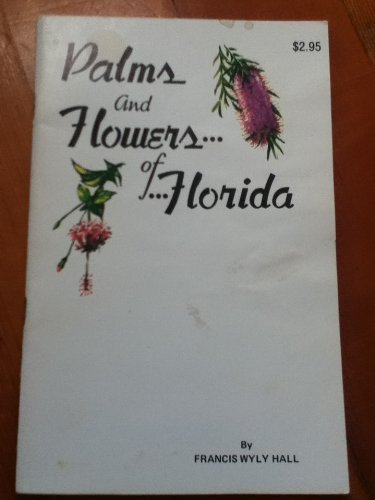 $2.95
Palms
And
Flowers...
of
...Florida
By
FRANCIS WYLY HALL